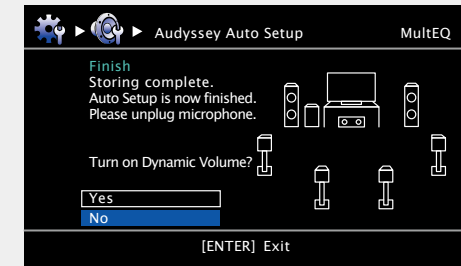 Audyssey Auto Setup MultEQ
Finish
Storing complete.
Auto Setup is now finished.
Please unplug microphone.
Turn on Dynamic Volume?
Yes
No
[ENTER] Exit